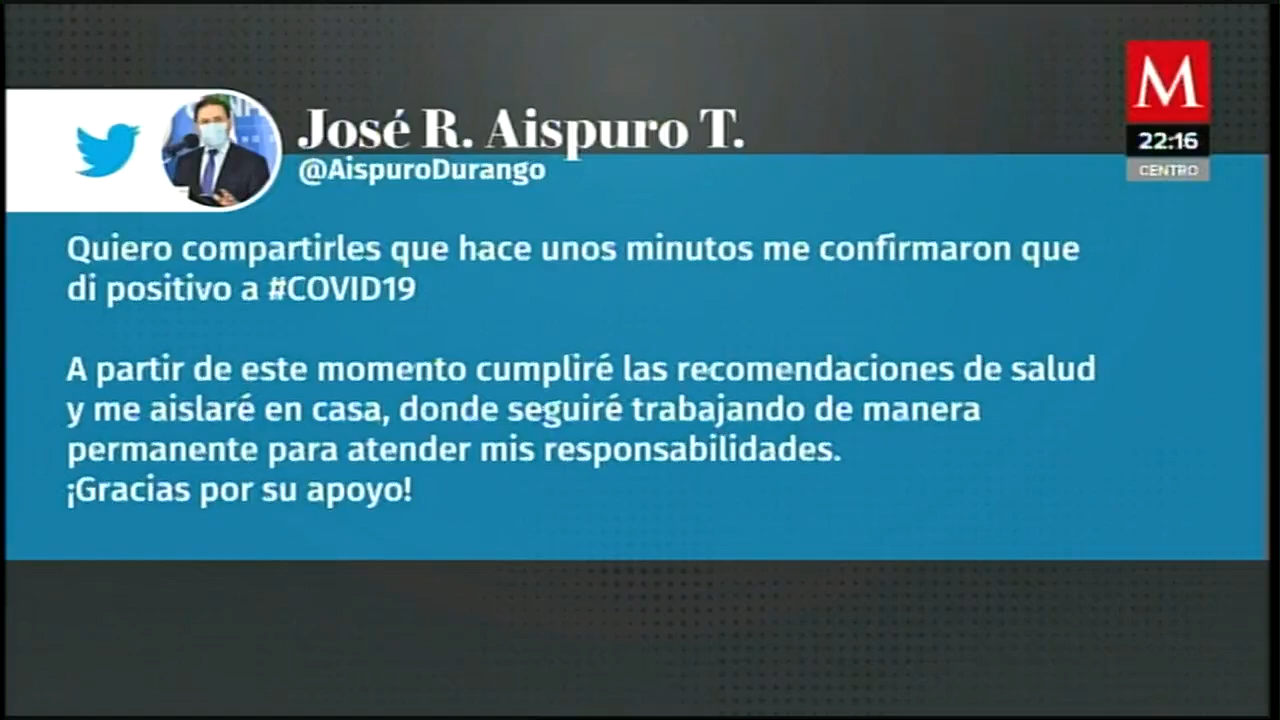 José R. Aispuro T.
@AispuroDurango
M
22:16
CENTRO
Quiero compartirles que hace unos minutos me confirmaron que
di positivo a #COVID19
A partir de este momento cumpliré las recomendaciones de salud
y me aislaré en casa, donde seguiré trabajando de manera
permanente para atender mis responsabilidades.
¡Gracias por su apoyo!